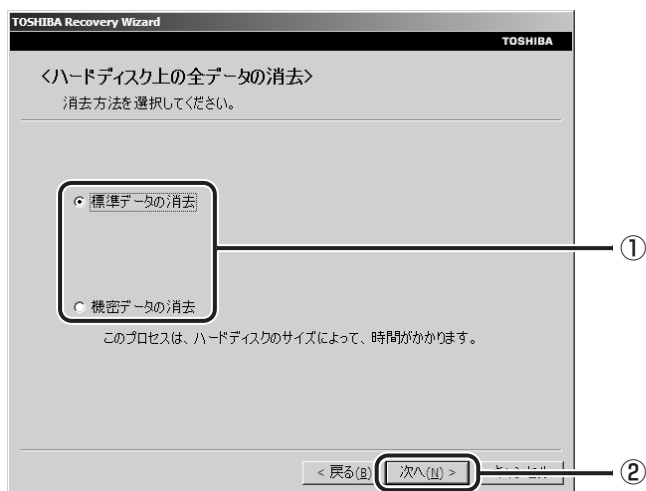 TOSHIBA Recovery Wizard
TOSHIBA
<ハードディスク上の全データの消去>
消去方法を選択してください。
標準データの消去
①
機密データの消去
このプロセスは、ハードディスクのサイズによって、時間がかかります。
< 戻る(B) 次へ(N) >
②